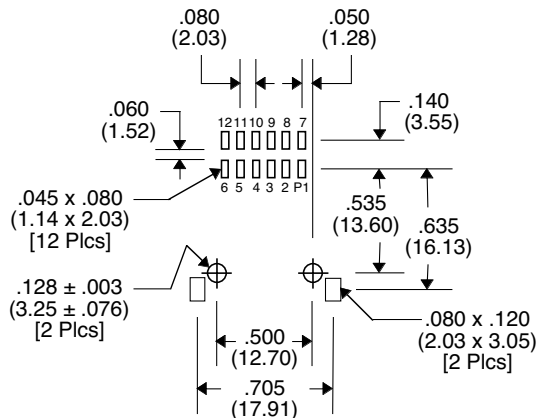 .080
(2.03)
.050
(1.28)
.060
(1.52)
.140
(3.55)
12 11 10 9 8 7
6 5 4 3 2 P1
.045 x .080
(1.14 x 2.03)
[12 Plcs]
.535
(13.60)
.635
(16.13)
.128 ± .003
(3.25 ± .076)
[2 Plcs]
.080 x .120
(2.03 x 3.05)
[2 Plcs]
.500
(12.70)
.705
(17.91)